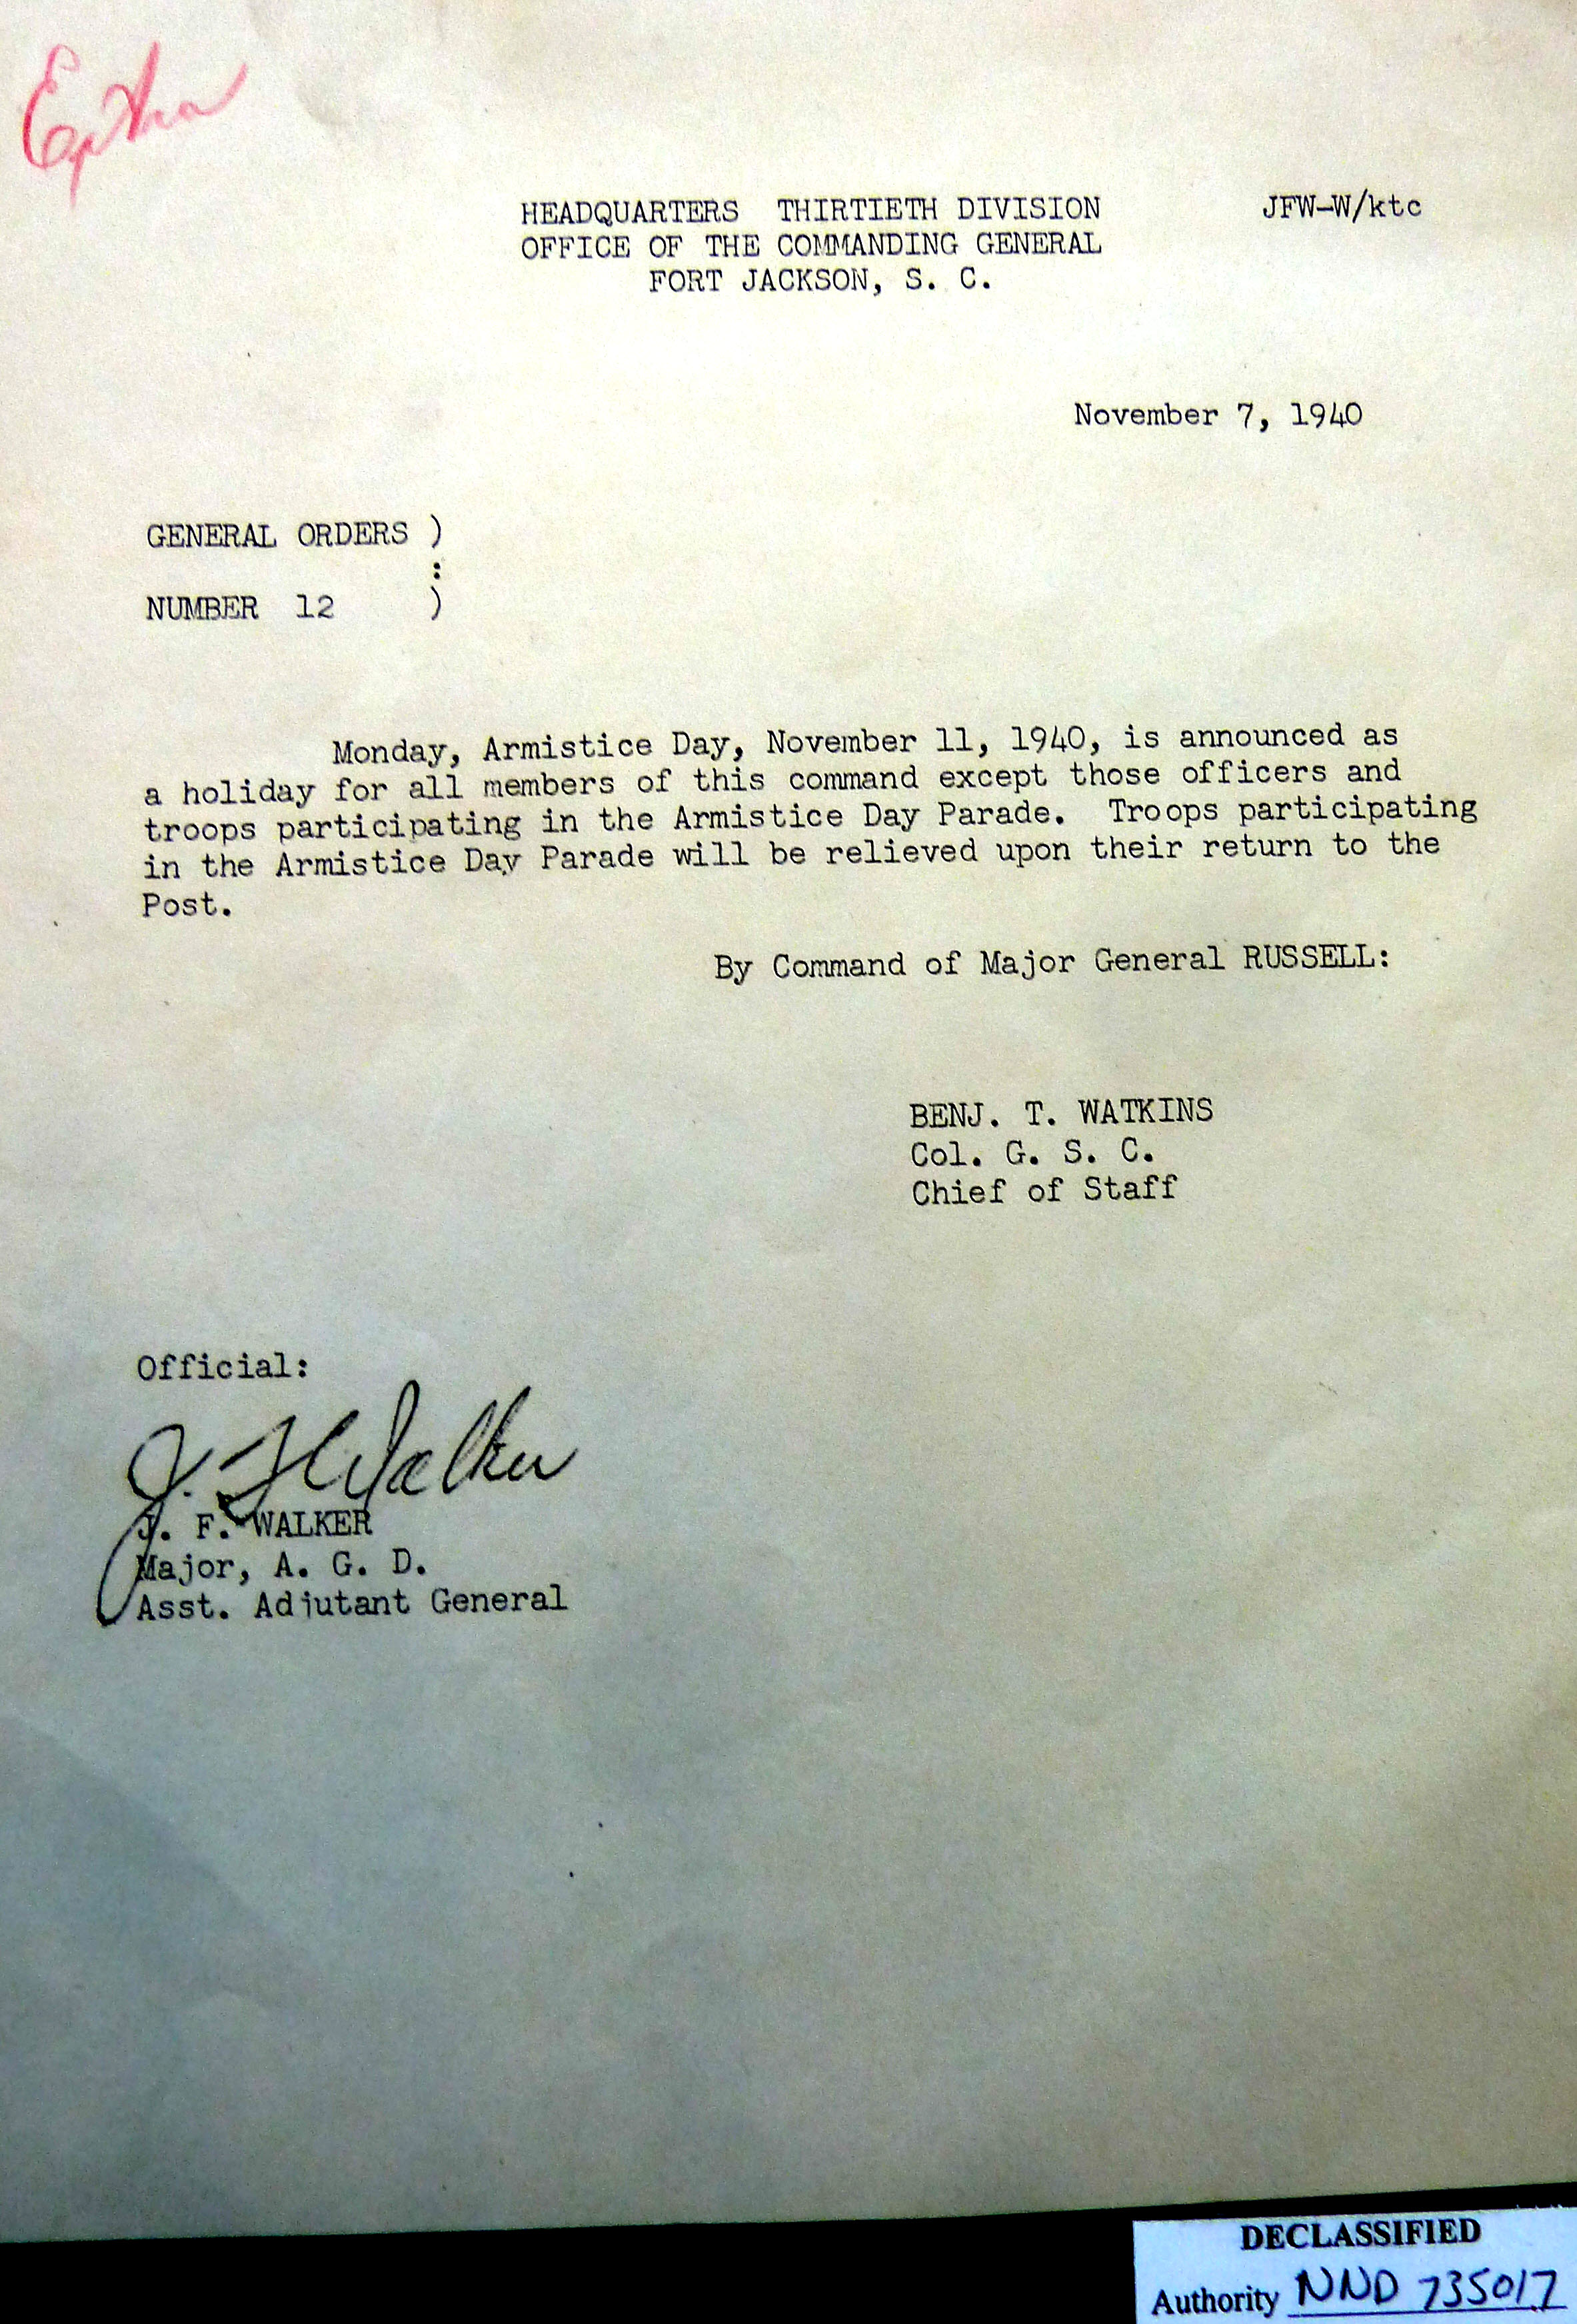 Extra
HEADQUARTERS THIRTIETH DIVISION JFW-W/ktc
OFFICE OF THE COMMANDING GENERAL
FORT JACKSON, S. C.
November 7, 1940
GENERAL ORDERS )
:
NUMBER 12 )
Monday, Armistice Day, November 11, 1940, is announced as
a holiday for all members of this command except those officers and
troops participating in the Armistice Day Parade. Troops participating
in the Armistice Day Parade will be relieved upon their return to the
Post.
By Command of Major General RUSSELL:
BENJ. T. WATKINS
Col. G. S. C.
Chief of Staff
Official:
J. F. Walker
J. F. WALKER
Major, A. G. D.
Asst. Adjutant General
DECLASSIFIED
Authority NND 735017